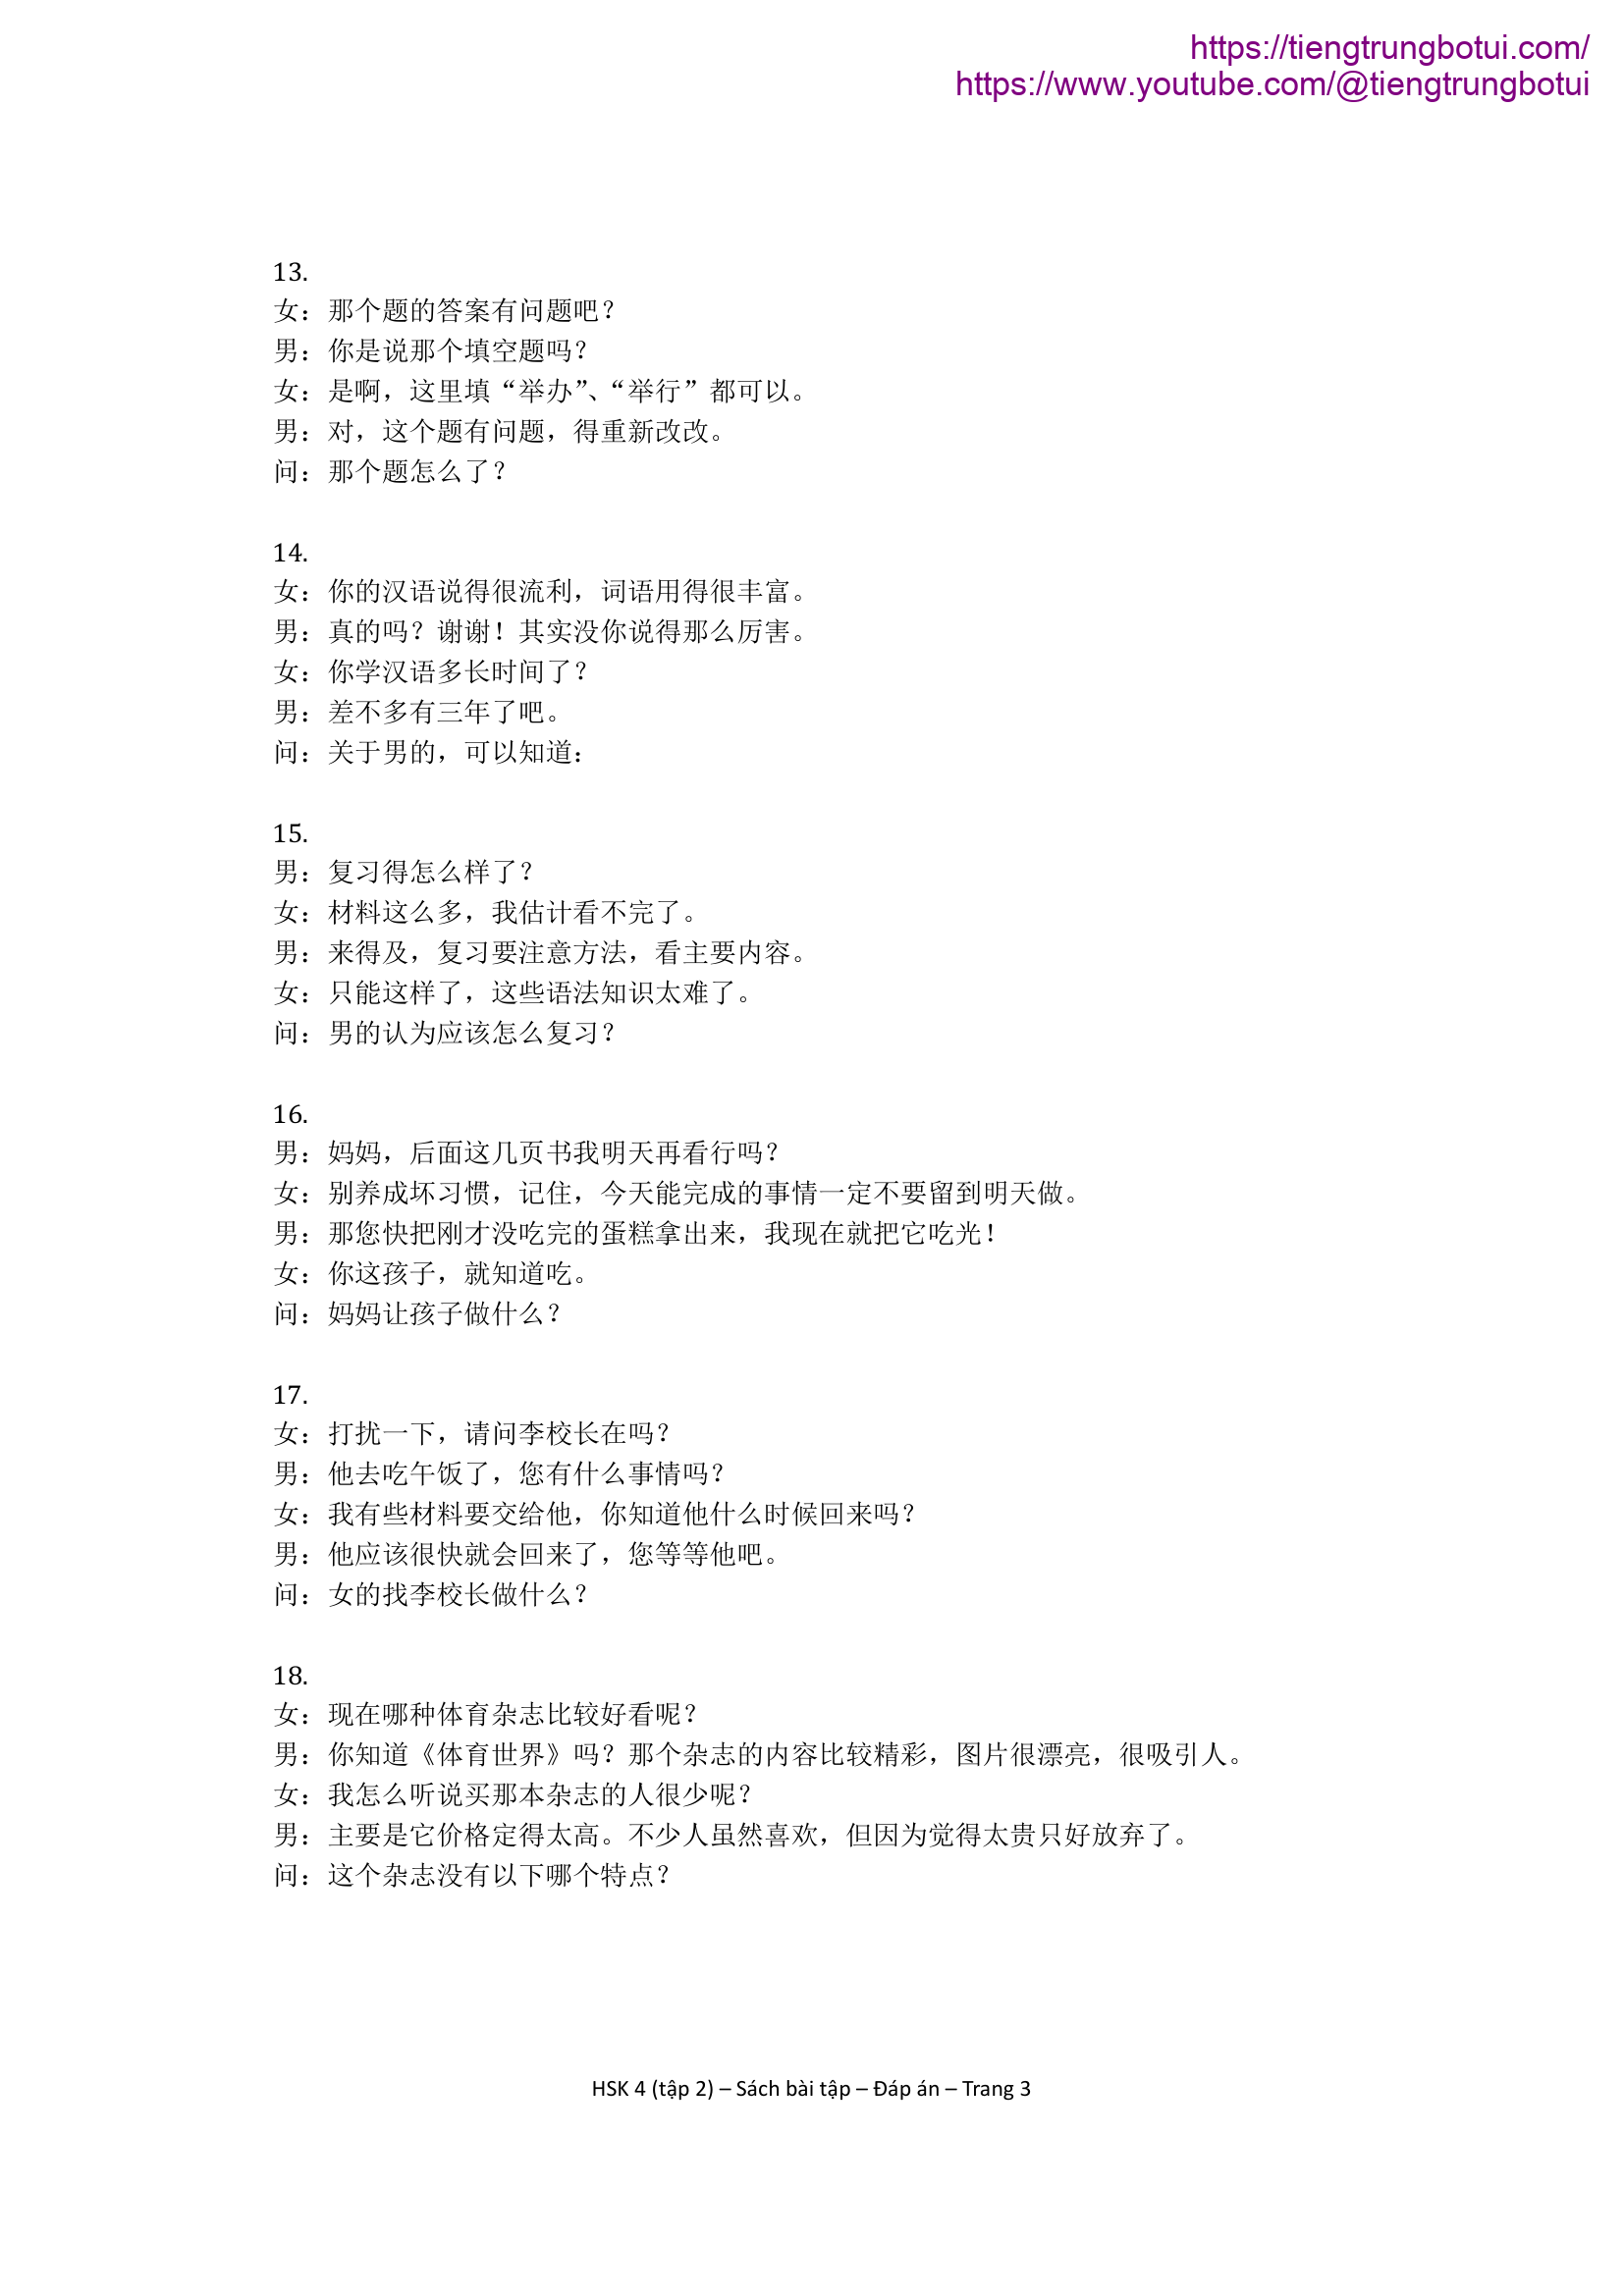 https://tiengtrungbotui.com/
https://www.youtube.com/@tiengtrungbotui
13.
女：那个题的答案有问题吧？
男：你是说那个填空题吗？
女：是啊，这里填“举办”、“举行”都可以。
男：对，这个题有问题，得重新改改。
问：那个题怎么了？
14.
女：你的汉语说得很流利，词语用得很丰富。
男：真的吗？谢谢！其实没你说得那么厉害。
女：你学汉语多长时间了？
男：差不多有三年了吧。
问：关于男的，可以知道：
15.
男：复习得怎么样了？
女：材料这么多，我估计看不完了。
男：来得及，复习要注意方法，看主要内容。
女：只能这样了，这些语法知识太难了。
问：男的认为应该怎么复习？
16.
男：妈妈，后面这几页书我明天再看行吗？
女：别养成坏习惯，记住，今天能完成的事情一定不要留到明天做。
男：那您快把刚才没吃完的蛋糕拿出来，我现在就把它吃光！
女：你这孩子，就知道吃。
问：妈妈让孩子做什么？
17.
女：打扰一下，请问李校长在吗？
男：他去吃午饭了，您有什么事情吗？
女：我有些材料要交给他，你知道他什么时候回来吗？
男：他应该很快就会回来了，您等等他吧。
问：女的找李校长做什么？
18.
女：现在哪种体育杂志比较好看呢？
男：你知道《体育世界》吗？那个杂志的内容比较精彩，图片很漂亮，很吸引人。
女：我怎么听说买那本杂志的人很少呢？
男：主要是它价格定得太高。不少人虽然喜欢，但因为觉得太贵只好放弃了。
问：这个杂志没有以下哪个特点？
HSK 4 (tập 2) – Sách bài tập – Đáp án – Trang 3